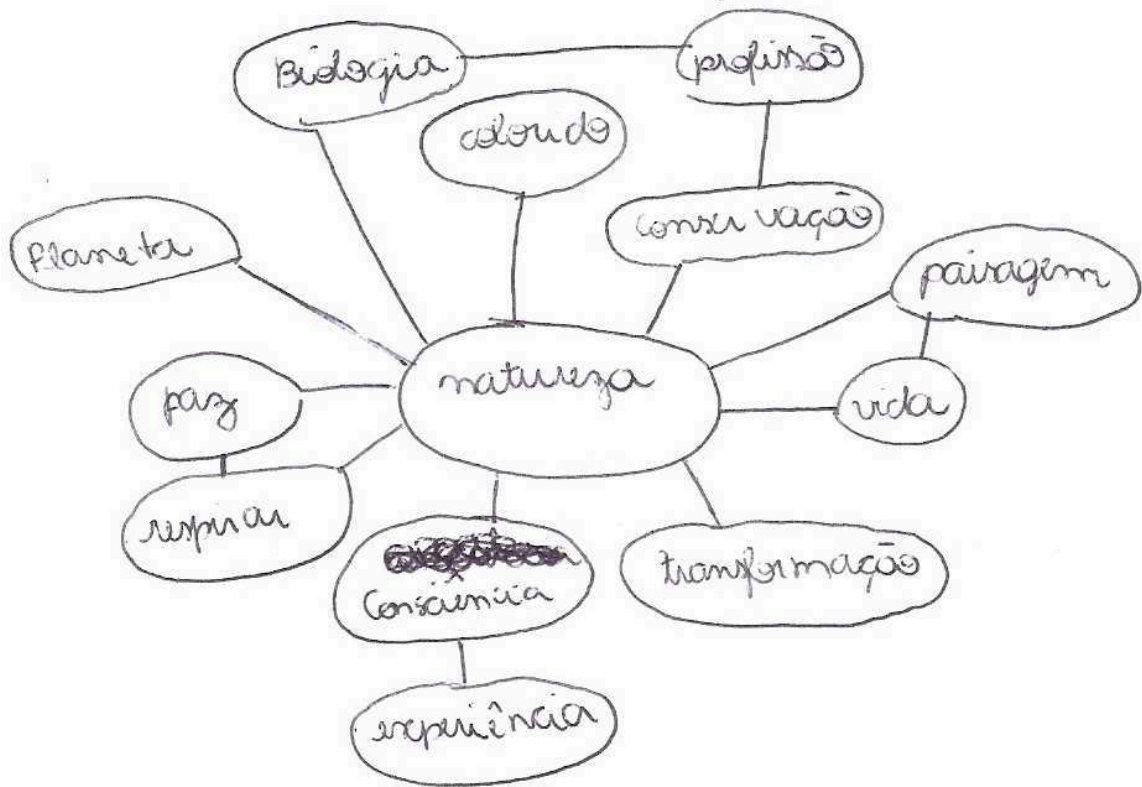 Biologia
profissão
colorido
conservação
Planeta
paisagem
natureza
paz
vida
respirar
Consciência
transformação
experiência